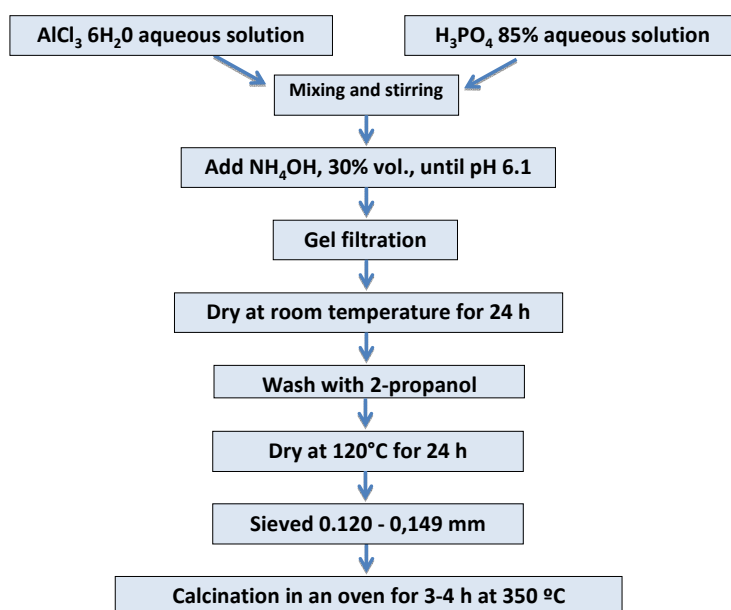 AlCl₃ 6H₂0 aqueous solution
H₃PO₄ 85% aqueous solution
Mixing and stirring
Add NH₄OH, 30% vol., until pH 6.1
Gel filtration
Dry at room temperature for 24 h
Wash with 2-propanol
Dry at 120°C for 24 h
Sieved 0.120 - 0,149 mm
Calcination in an oven for 3-4 h at 350 ºC